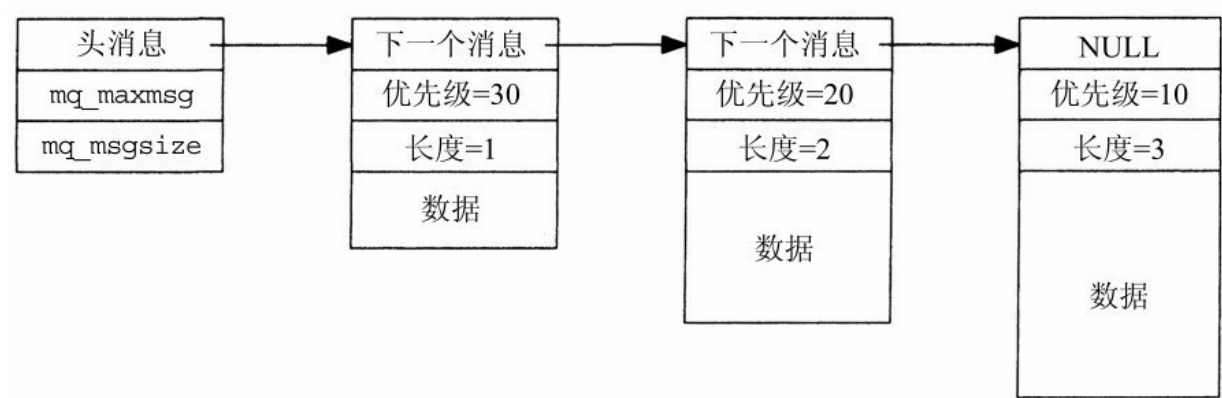 头消息
mq_maxmsg
mq_msgsize
下一个消息
优先级=30
长度=1
数据
下一个消息
优先级=20
长度=2
数据
NULL
优先级=10
长度=3
数据